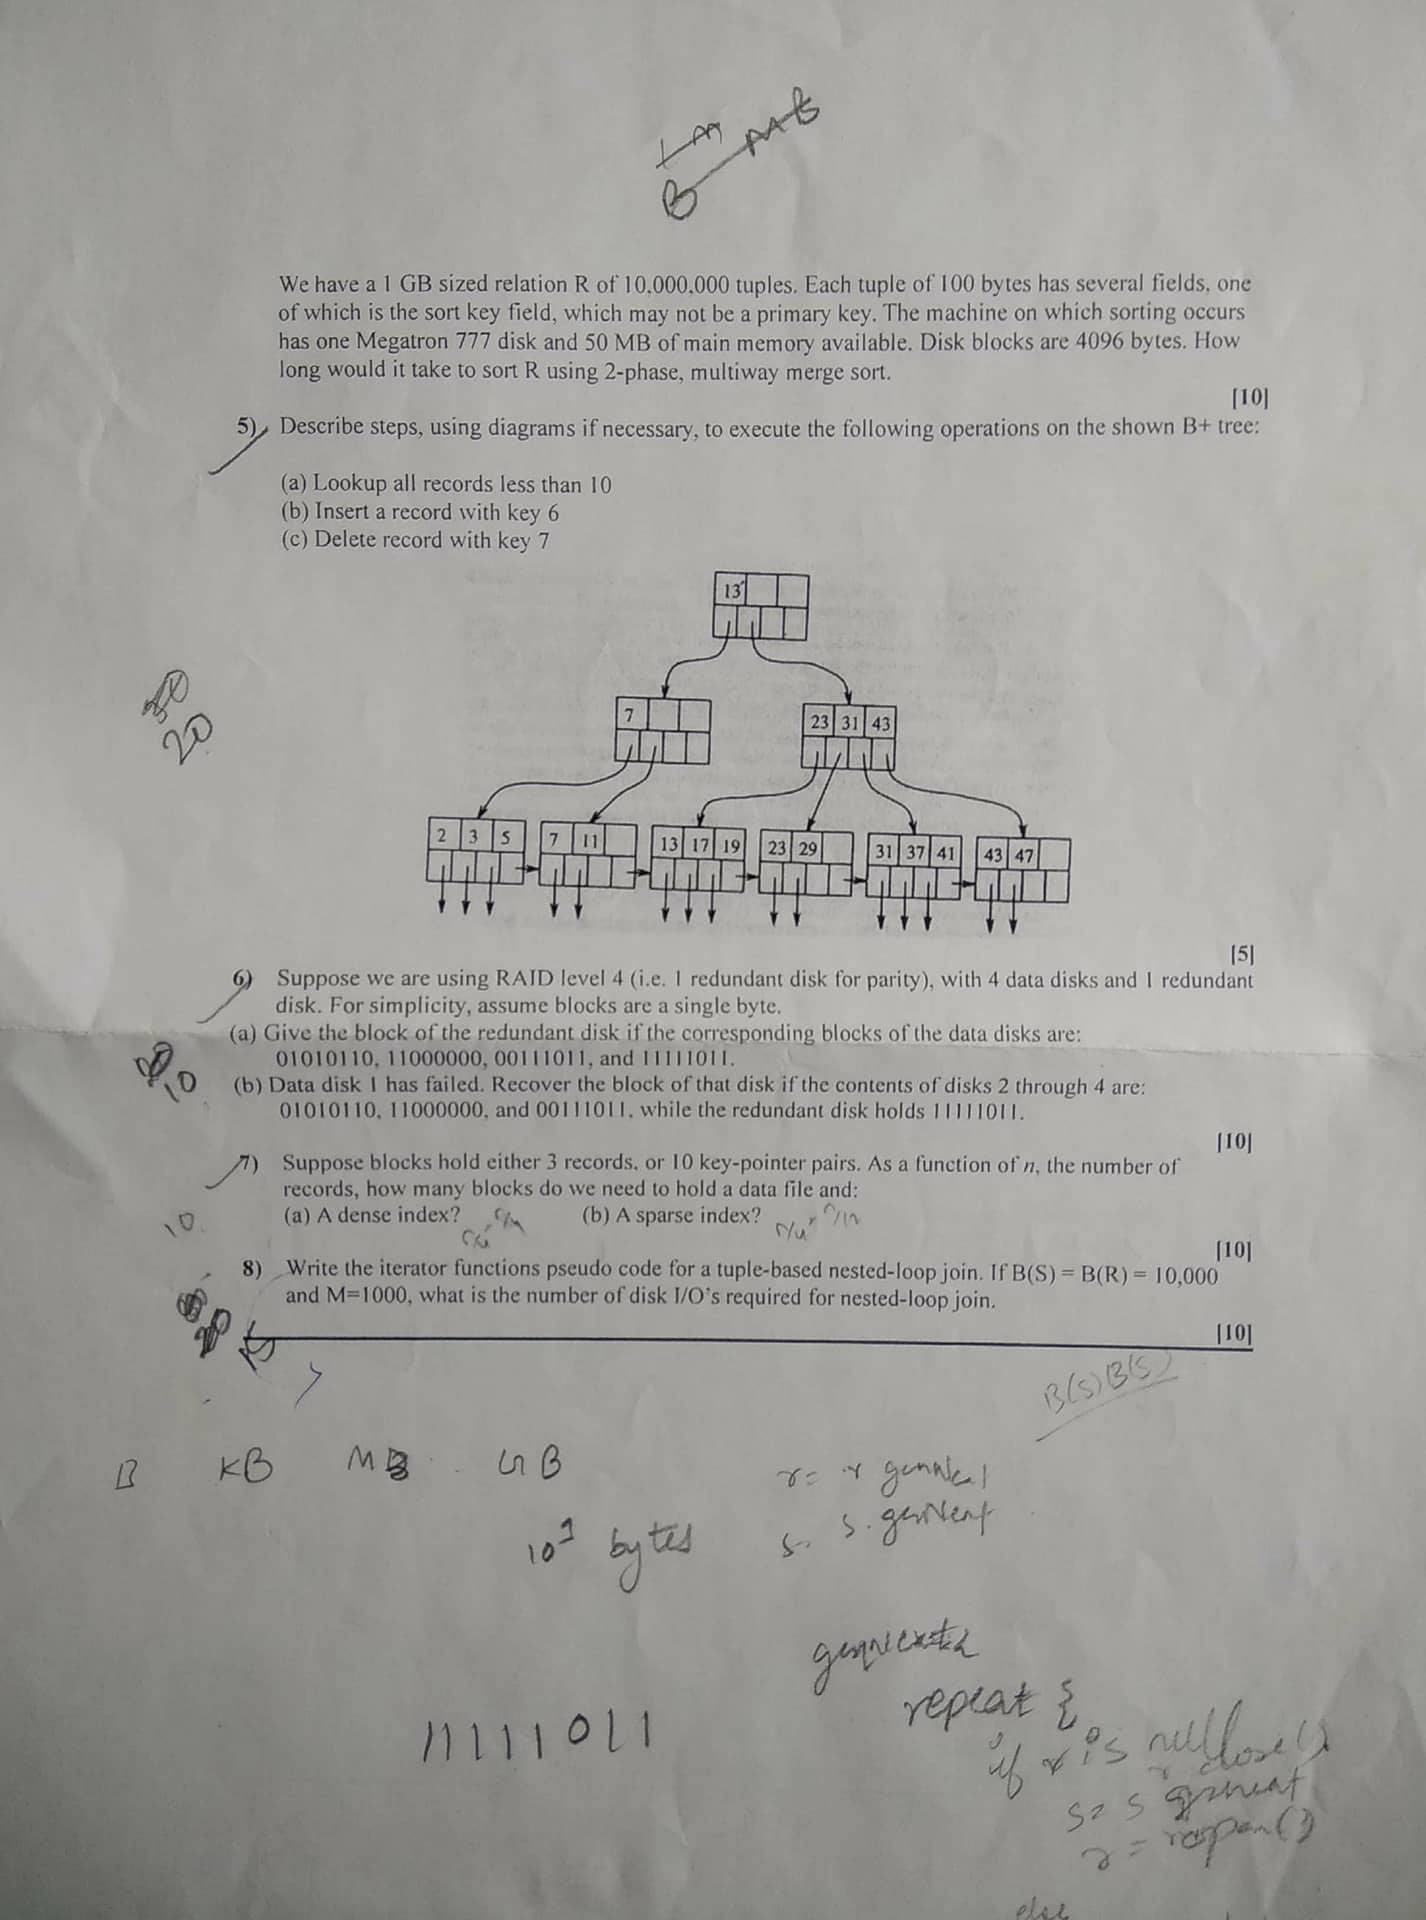 We have a 1 GB sized relation R of 10,000,000 tuples. Each tuple of 100 bytes has several fields, one
of which is the sort key field, which may not be a primary key. The machine on which sorting occurs
has one Megatron 777 disk and 50 MB of main memory available. Disk blocks are 4096 bytes. How
long would it take to sort R using 2-phase, multiway merge sort.
[10]
5) Describe steps, using diagrams if necessary, to execute the following operations on the shown B+ tree:
(a) Lookup all records less than 10
(b) Insert a record with key 6
(c) Delete record with key 7
13
7
23 31 43
2 3 5 7 11 13 17 19 23 29 31 37 41 43 47
20
[5]
6) Suppose we are using RAID level 4 (i.e. 1 redundant disk for parity), with 4 data disks and 1 redundant
disk. For simplicity, assume blocks are a single byte.
(a) Give the block of the redundant disk if the corresponding blocks of the data disks are:
01010110, 11000000, 00111011, and 11111011.
10
(b) Data disk 1 has failed. Recover the block of that disk if the contents of disks 2 through 4 are:
01010110, 11000000, and 00111011, while the redundant disk holds 11111011.
[10]
7) Suppose blocks hold either 3 records, or 10 key-pointer pairs. As a function of n, the number of
records, how many blocks do we need to hold a data file and:
(a) A dense index? (b) A sparse index?
10
[10]
8) Write the iterator functions pseudo code for a tuple-based nested-loop join. If B(S) = B(R) = 10,000
and M=1000, what is the number of disk I/O's required for nested-loop join.
[10]
15
B(S) B(S)
B KB MB GB
10 bytes
11111011
repeat {
if r is null close()
else